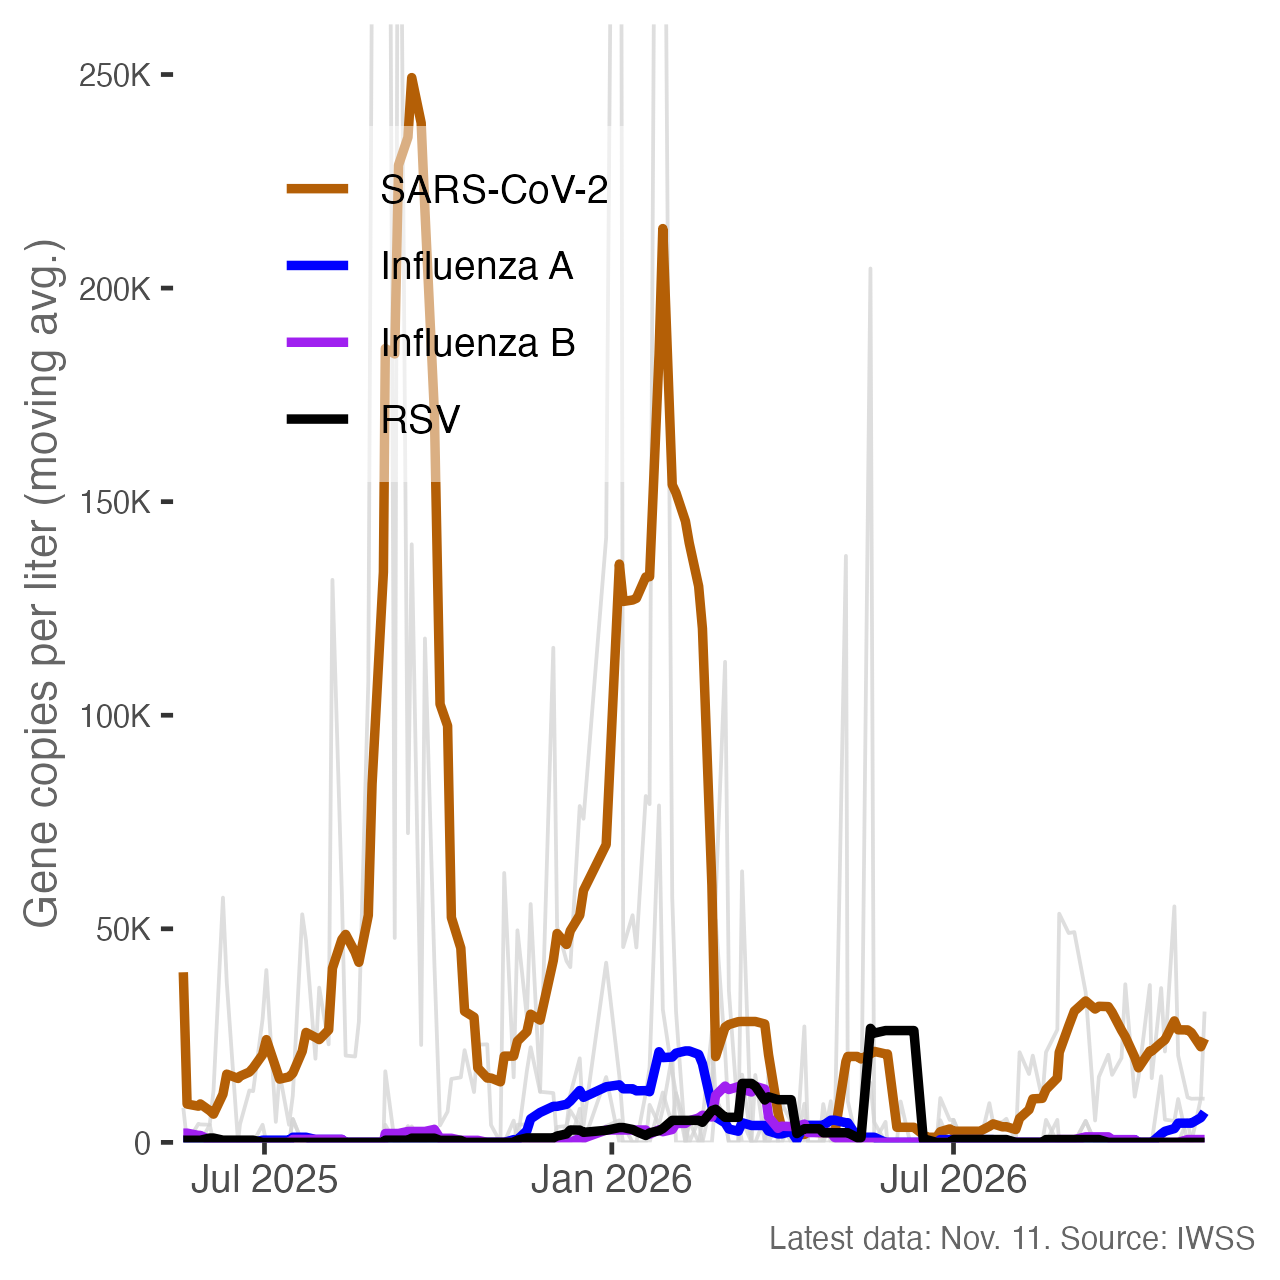 Gene copies per liter (moving avg.)
250K
200K
150K
100K
50K
0
SARS-CoV-2
Influenza A
Influenza B
RSV
Jul 2025
Jan 2026
Jul 2026
Latest data: Nov. 11. Source: IWSS